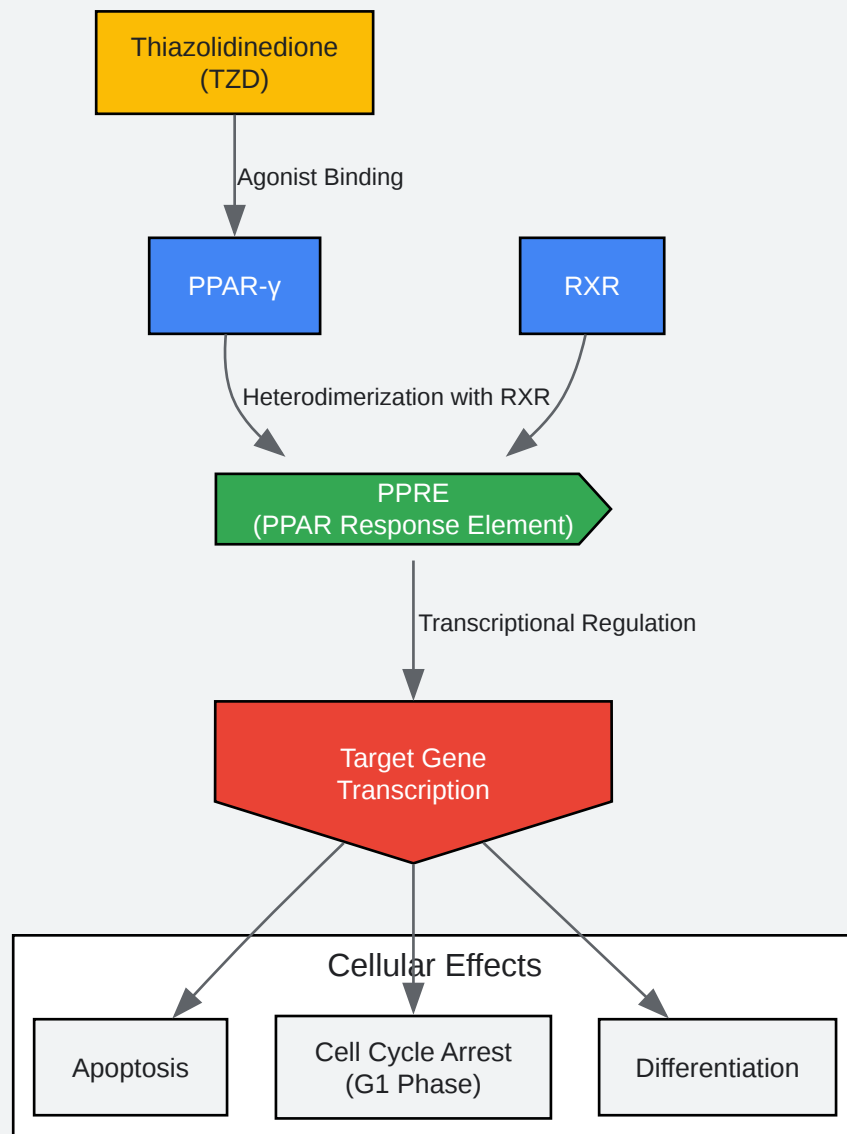 Thiazolidinedione
(TZD)
Agonist Binding
PPAR-γ
RXR
Heterodimerization with RXR
PPRE
(PPAR Response Element)
Transcriptional Regulation
Target Gene
Transcription
Cellular Effects
Apoptosis
Cell Cycle Arrest
(G1 Phase)
Differentiation